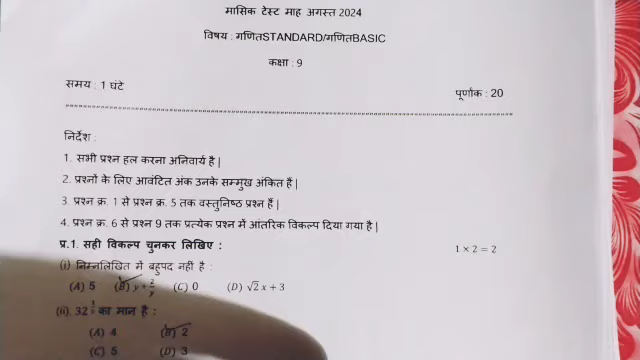 मासिक टेस्ट माह अगस्त 2024
विषय : गणितSTANDARD/गणितBASIC
कक्षा : 9
समय : 1 घंटे पूर्णांक : 20
निर्देश :
1. सभी प्रश्न हल करना अनिवार्य है |
2. प्रश्नों के लिए आवंटित अंक उनके सम्मुख अंकित हैं |
3. प्रश्न क्र. 1 से प्रश्न क्र. 5 तक वस्तुनिष्ठ प्रश्न हैं |
4. प्रश्न क्र. 6 से प्रश्न 9 तक प्रत्येक प्रश्न में आंतरिक विकल्प दिया गया है |
प्र.1. सही विकल्प चुनकर लिखिए : 1 × 2 = 2
(i) निम्नलिखित में बहुपद नहीं है :
(A) 5 (B) y + 2/y (C) 0 (D) √2 x + 3
(ii). 32 का मान है :
(A) 4 (B) 2
(C) 5 (D) 3